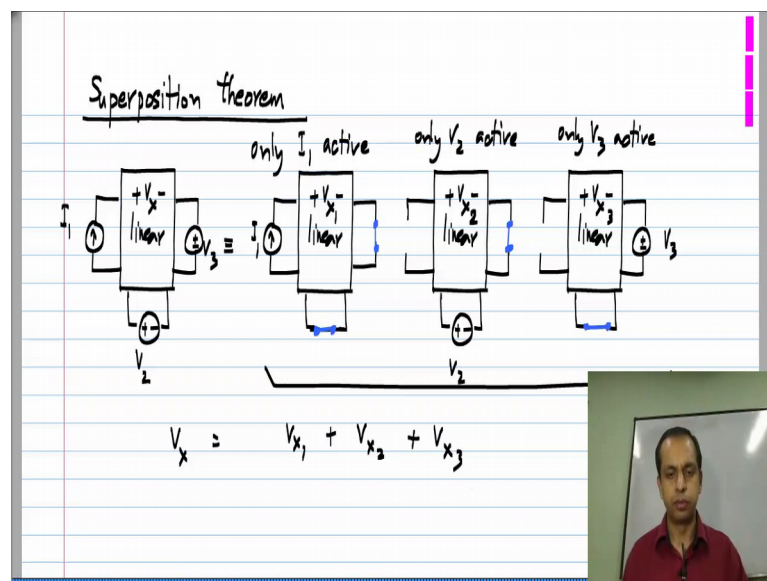 Superposition theorem
only I1 active
only V2 active
only V3 active
+ Vx -
linear
I1
V3
V2
≡
+ Vx1 -
linear
I1
+ Vx2 -
linear
V2
+ Vx3 -
linear
V3
Vx = Vx1 + Vx2 + Vx3